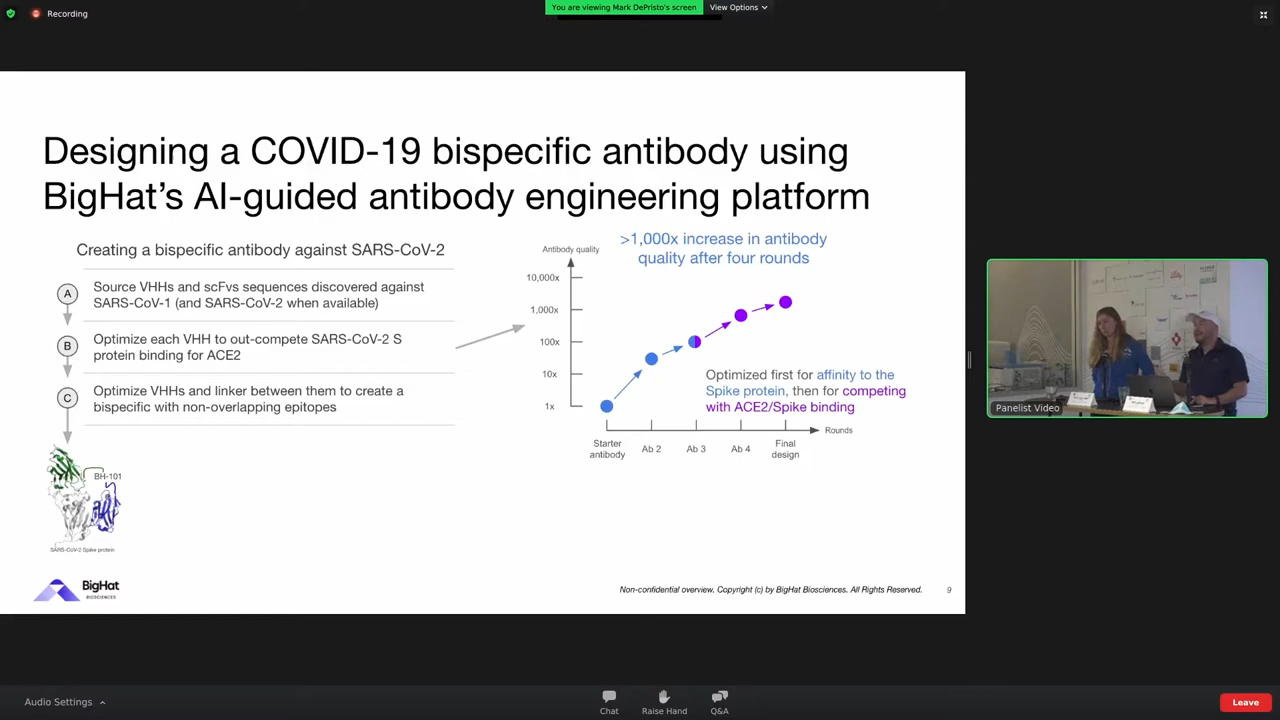 Recording
You are viewing Mark DePristo's screen
View Options
Designing a COVID-19 bispecific antibody using
BigHat's AI-guided antibody engineering platform
Creating a bispecific antibody against SARS-CoV-2
A
Source VHHs and scFvs sequences discovered against
SARS-CoV-1 (and SARS-CoV-2 when available)
B
Optimize each VHH to out-compete SARS-CoV-2 S
protein binding for ACE2
C
Optimize VHHs and linker between them to create a
bispecific with non-overlapping epitopes
BH-101
SARS-CoV-2 Spike protein
Antibody quality
>1,000x increase in antibody
quality after four rounds
10,000x
1,000x
100x
10x
1x
Optimized first for affinity to the
Spike protein, then for competing
with ACE2/Spike binding
Rounds
Starter
antibody
Ab 2
Ab 3
Ab 4
Final
design
BigHat
BIOSCIENCES
Non-confidential overview. Copyright (c) by BigHat Biosciences. All Rights Reserved.
9
Panelist Video
Audio Settings
Chat
Raise Hand
Q&A
Leave